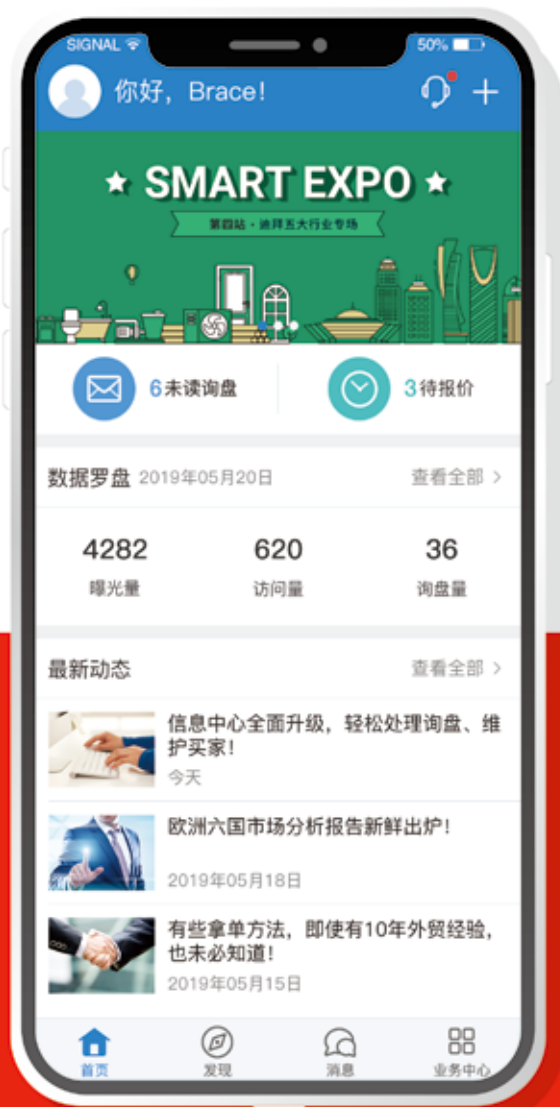 SIGNAL
50%
你好，Brace！
SMART EXPO
第四站·迪拜五大行业专场
6未读询盘
3待报价
数据罗盘 2019年05月20日
查看全部
4282
620
36
曝光量
访问量
询盘量
最新动态
查看全部
信息中心全面升级，轻松处理询盘、维
护买家！
今天
欧洲六国市场分析报告新鲜出炉！
2019年05月18日
有些拿单方法，即使有10年外贸经验，
也未必知道！
2019年05月15日
首页
发现
消息
业务中心